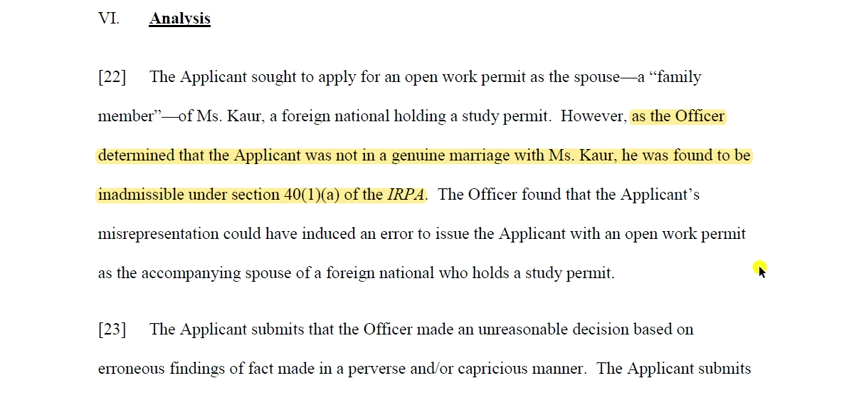 VI. Analysis
[22] The Applicant sought to apply for an open work permit as the spouse—a “family
member”—of Ms. Kaur, a foreign national holding a study permit. However, as the Officer
determined that the Applicant was not in a genuine marriage with Ms. Kaur, he was found to be
inadmissible under section 40(1)(a) of the IRPA. The Officer found that the Applicant’s
misrepresentation could have induced an error to issue the Applicant with an open work permit
as the accompanying spouse of a foreign national who holds a study permit.
[23] The Applicant submits that the Officer made an unreasonable decision based on
erroneous findings of fact made in a perverse and/or capricious manner. The Applicant submits